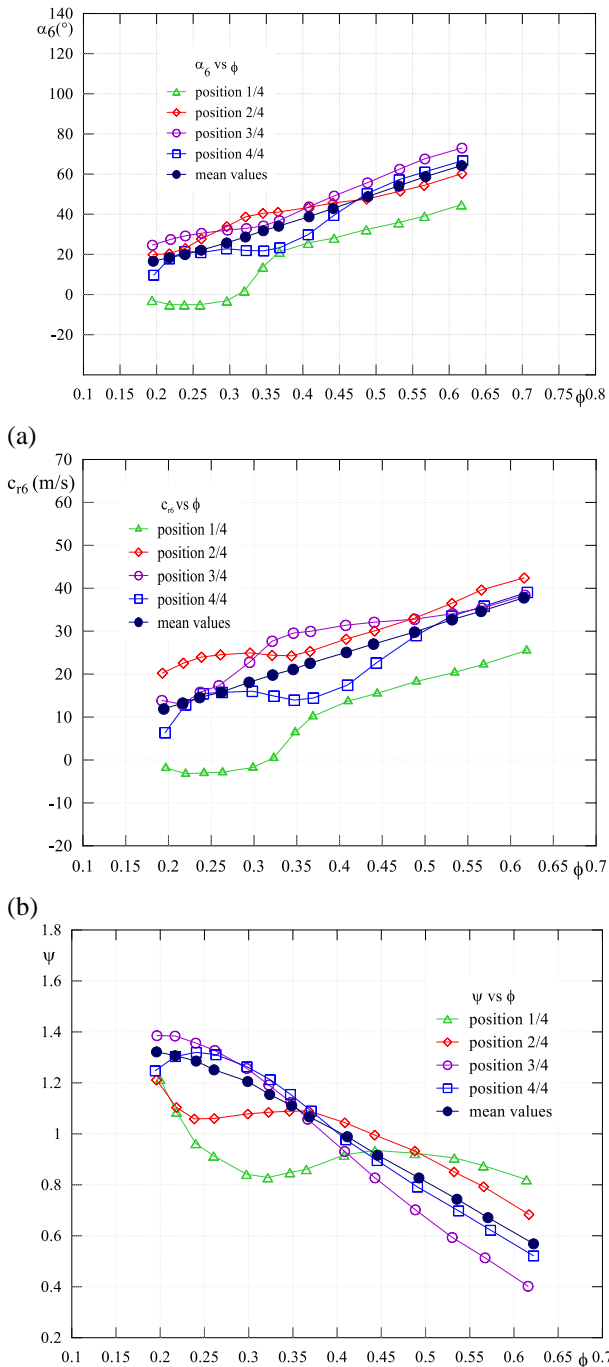 140
α6(°)
120
100
80
60
40
20
0
-20
α6 vs ϕ
position 1/4
position 2/4
position 3/4
position 4/4
mean values
0.1 0.15 0.2 0.25 0.3 0.35 0.4 0.45 0.5 0.55 0.6 0.65 0.7 ϕ 0.75 0.8
(a)
70
cr6 (m/s)
60
50
40
30
20
10
0
-10
-20
cr6 vs ϕ
position 1/4
position 2/4
position 3/4
position 4/4
mean values
0.1 0.15 0.2 0.25 0.3 0.35 0.4 0.45 0.5 0.55 0.6 0.65 ϕ 0.7
(b)
1.8
ψ
1.6
1.4
1.2
1
0.8
0.6
0.4
0.2
ψ vs ϕ
position 1/4
position 2/4
position 3/4
position 4/4
mean values
0.1 0.15 0.2 0.25 0.3 0.35 0.4 0.45 0.5 0.55 0.6 0.65 ϕ 0.7